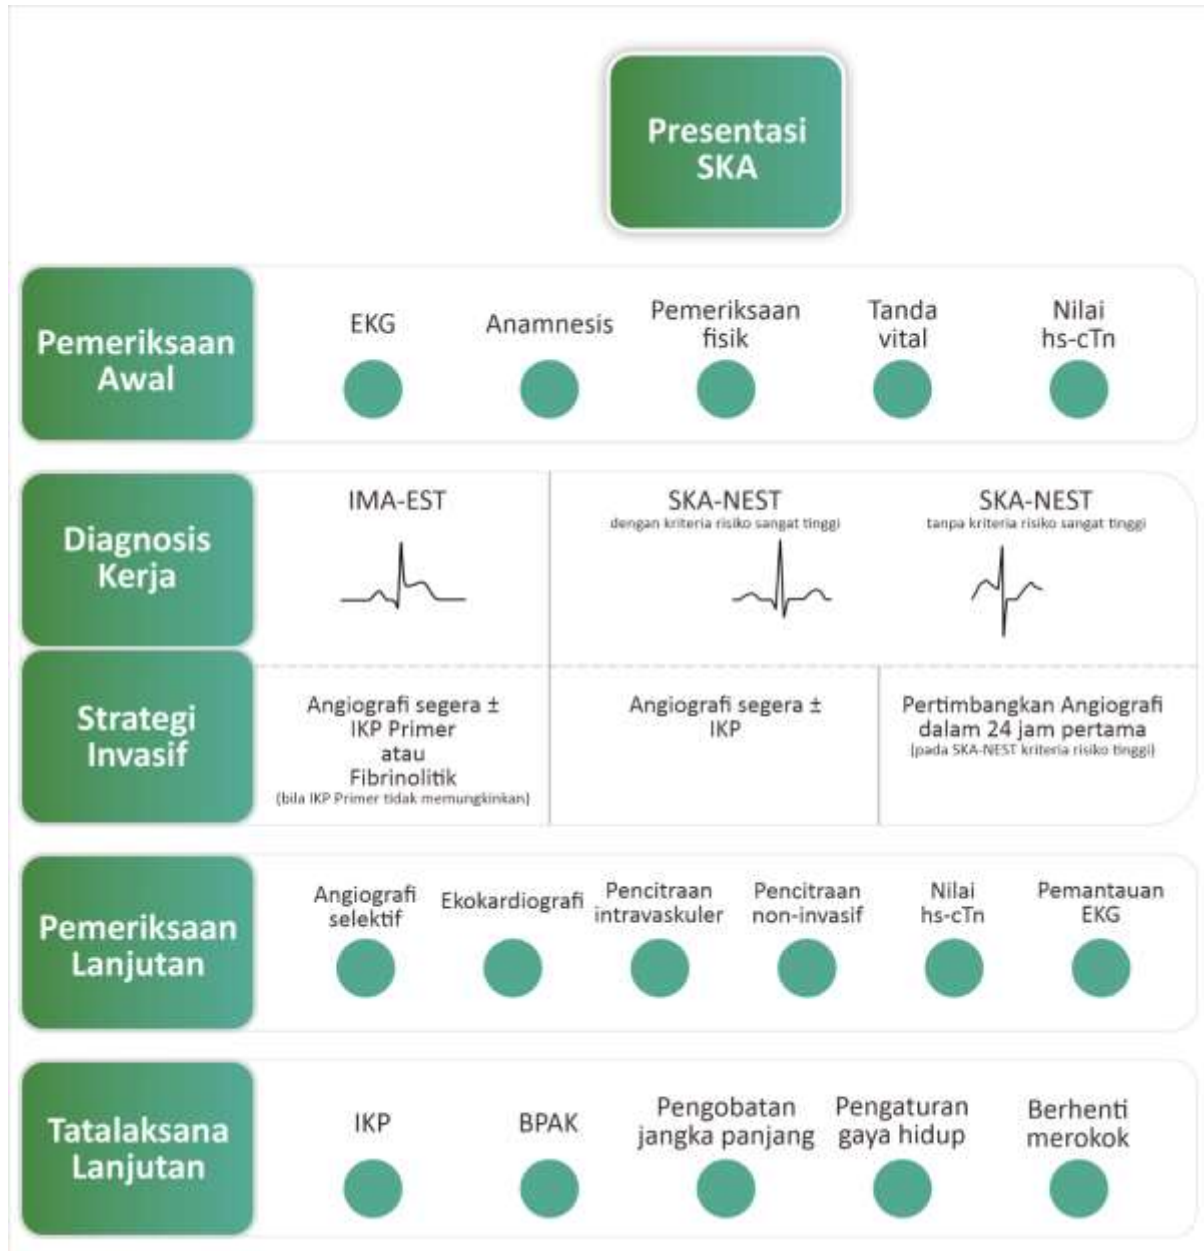 Presentasi
SKA
Pemeriksaan
Awal
EKG
Anamnesis
Pemeriksaan
fisik
Tanda
vital
Nilai
hs-cTn
Diagnosis
Kerja
IMA-EST
SKA-NEST
dengan kriteria risiko sangat tinggi
SKA-NEST
tanpa kriteria risiko sangat tinggi
Strategi
Invasif
Angiografi segera ±
IKP Primer
atau
Fibrinolitik
(bila IKP Primer tidak memungkinkan)
Angiografi segera ±
IKP
Pertimbangkan Angiografi
dalam 24 jam pertama
(pada SKA-NEST kriteria risiko tinggi)
Pemeriksaan
Lanjutan
Angiografi
selektif
Ekokardiografi
Pencitraan
intravaskuler
Pencitraan
non-invasif
Nilai
hs-cTn
Pemantauan
EKG
Tatalaksana
Lanjutan
IKP
BPAK
Pengobatan
jangka panjang
Pengaturan
gaya hidup
Berhenti
merokok